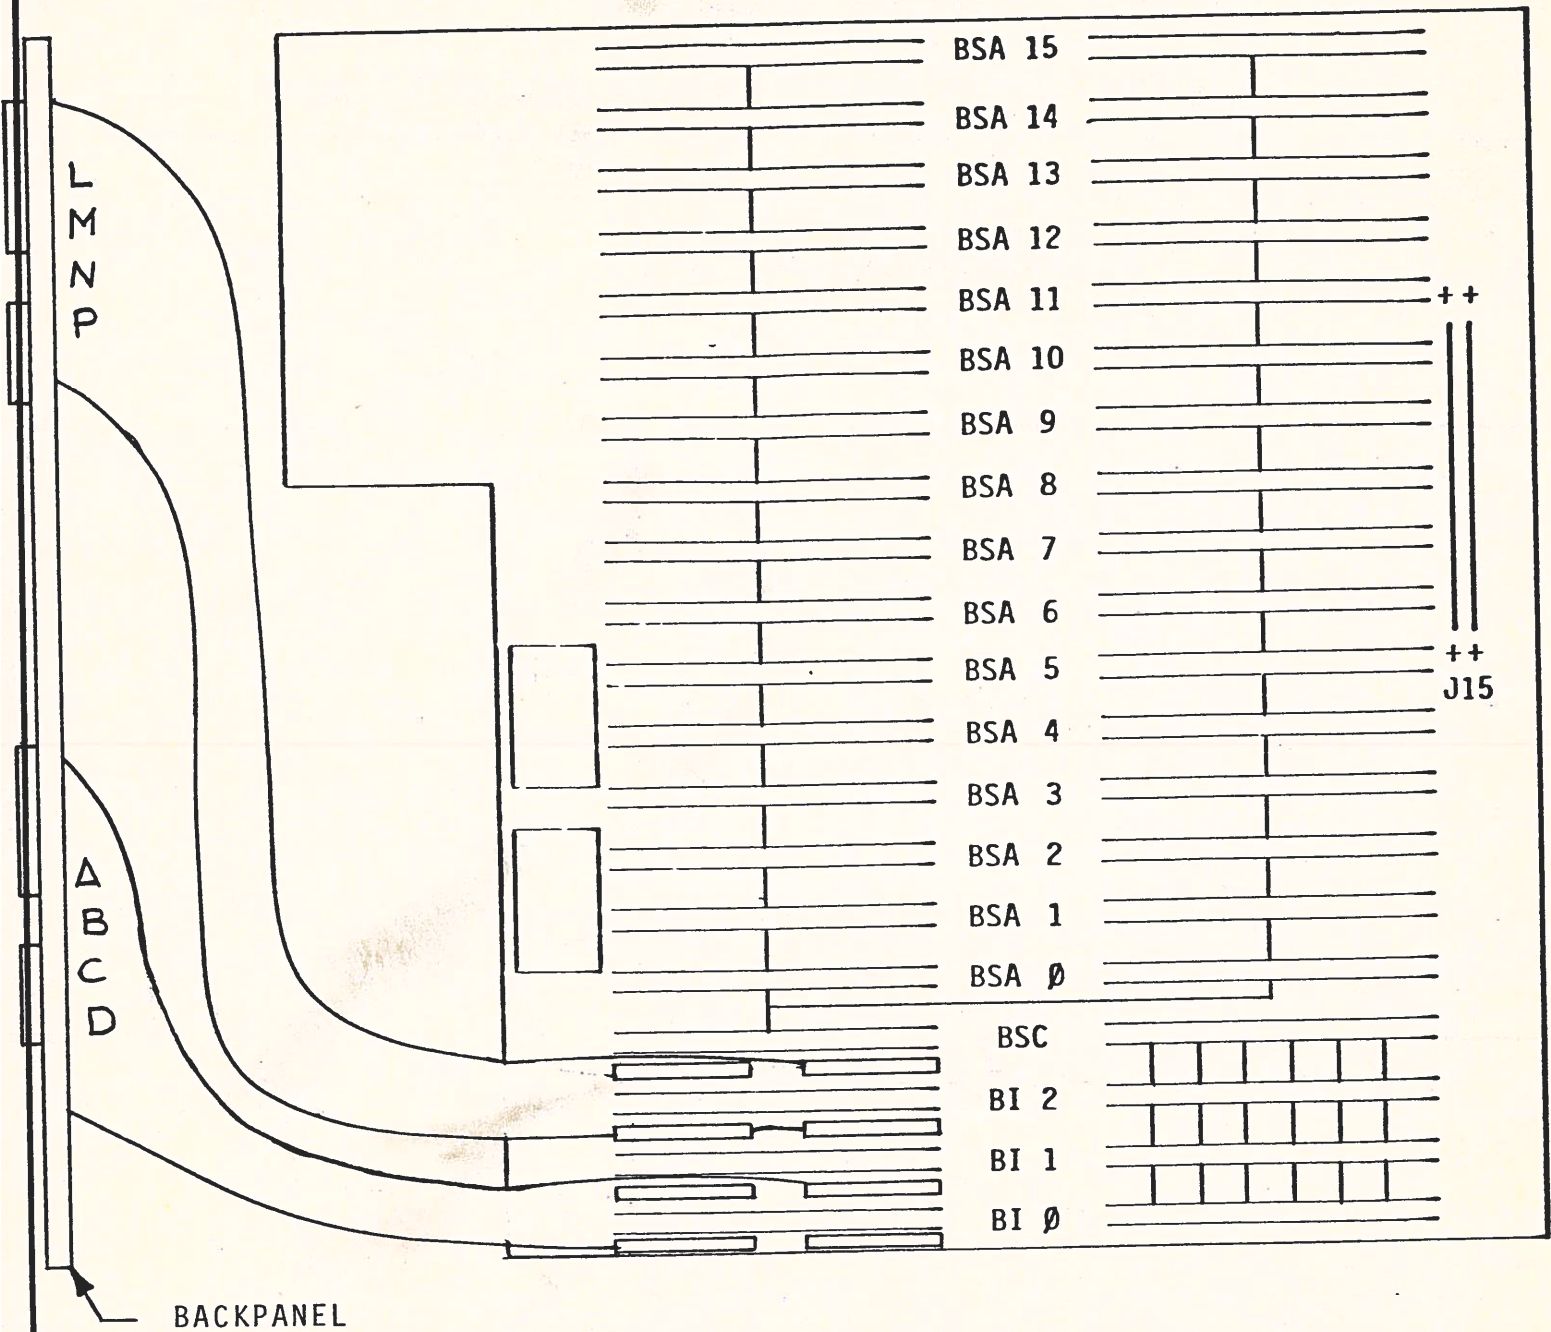 BSA 15
BSA 14
BSA 13
BSA 12
BSA 11
++
BSA 10
BSA 9
BSA 8
BSA 7
BSA 6
BSA 5
++
J15
BSA 4
BSA 3
BSA 2
BSA 1
BSA Ø
BSC
BI 2
BI 1
BI Ø
L
M
N
P
A
B
C
D
BACKPANEL